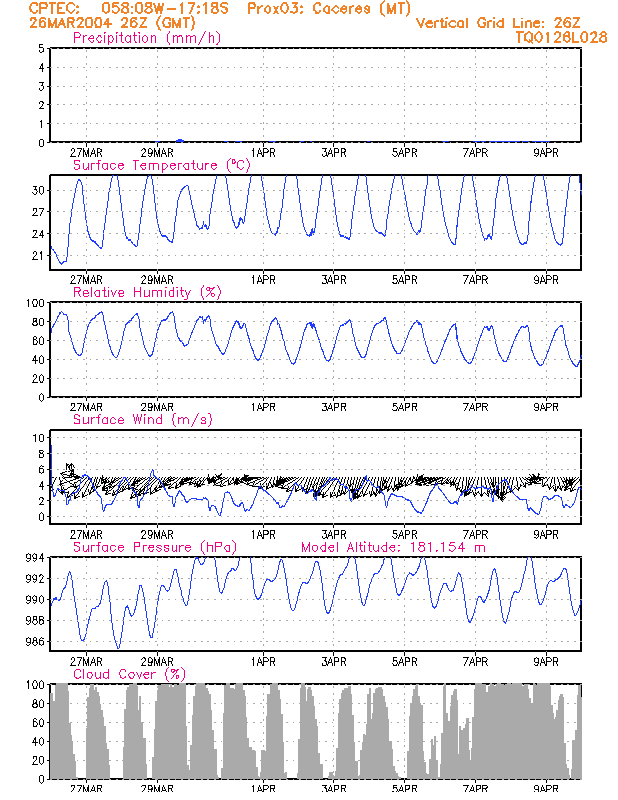 CPTEC: 058:08W-17:18S Prox03: Caceres (MT)
26MAR2004 26Z (GMT) Vertical Grid Line: 26Z
Precipitation (mm/h) TQ0126L028
5
4
3
2
1
0
27MAR 29MAR 1APR 3APR 5APR 7APR 9APR
Surface Temperature (°C)
30
27
24
21
27MAR 29MAR 1APR 3APR 5APR 7APR 9APR
Relative Humidity (%)
100
80
60
40
20
0
27MAR 29MAR 1APR 3APR 5APR 7APR 9APR
Surface Wind (m/s)
10
8
6
4
2
0
27MAR 29MAR 1APR 3APR 5APR 7APR 9APR
Surface Pressure (hPa) Model Altitude: 181.154 m
994
992
990
988
986
27MAR 29MAR 1APR 3APR 5APR 7APR 9APR
Cloud Cover (%)
100
80
60
40
20
0
27MAR 29MAR 1APR 3APR 5APR 7APR 9APR